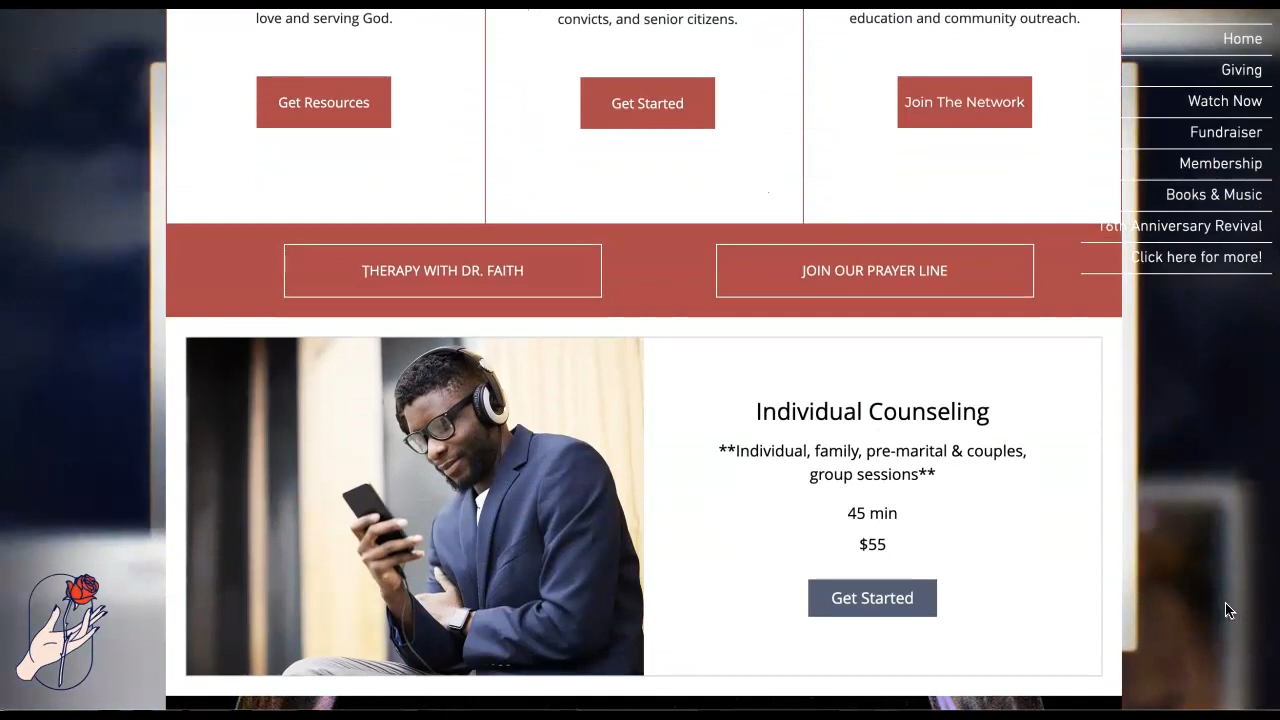 love and serving God.
convicts, and senior citizens.
education and community outreach.
Get Resources
Get Started
Join The Network
Home
Giving
Watch Now
Fundraiser
Membership
Books & Music
16th Anniversary Revival
Click here for more!
THERAPY WITH DR. FAITH
JOIN OUR PRAYER LINE
Individual Counseling
**Individual, family, pre-marital & couples,
group sessions**
45 min
$55
Get Started